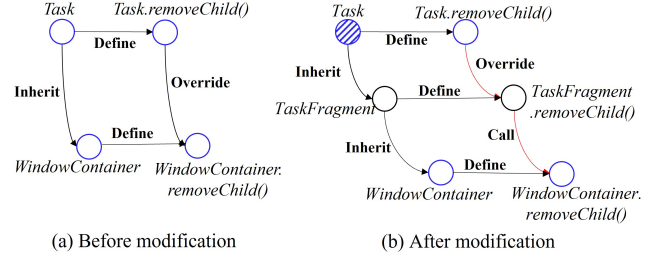 Task
Task.removeChild()
Define
Inherit
Override
Define
WindowContainer
WindowContainer.
removeChild()
(a) Before modification
Task
Task.removeChild()
Define
Inherit
Override
TaskFragment
Define
TaskFragment
.removeChild()
Inherit
Call
WindowContainer
Define
WindowContainer.
removeChild()
(b) After modification